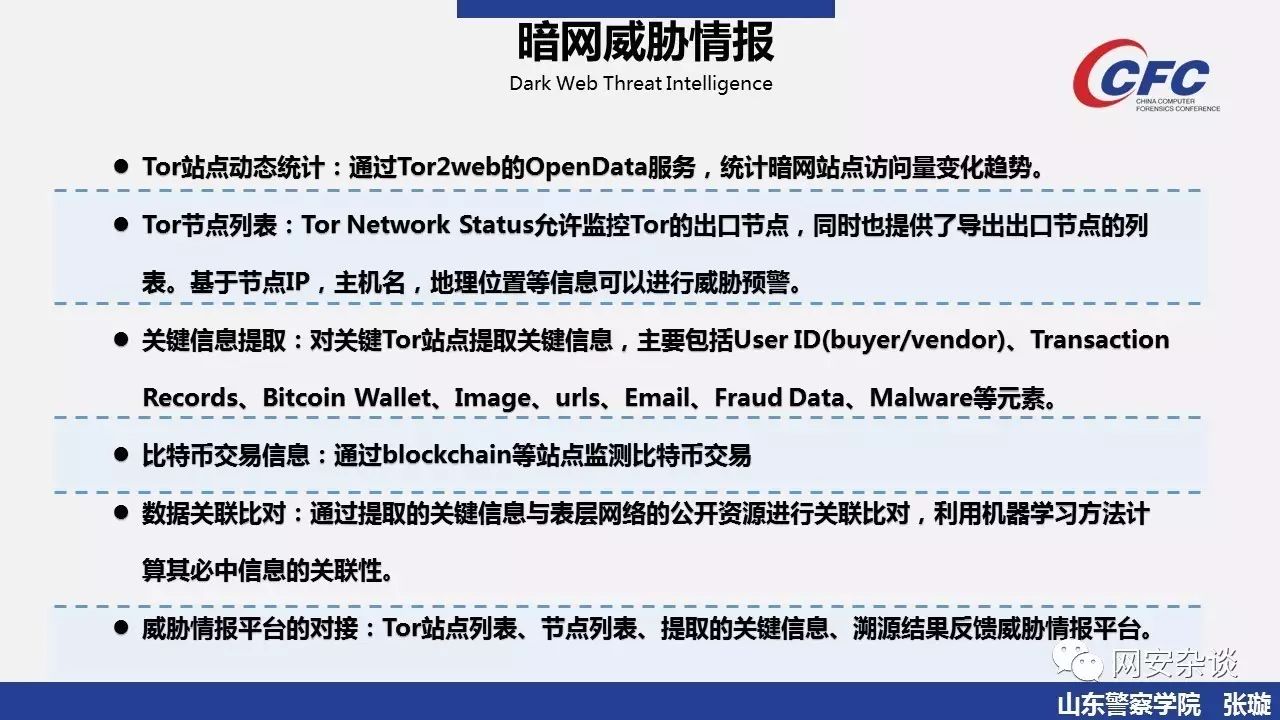 暗网威胁情报
Dark Web Threat Intelligence
CFC
CHINA COMPUTER
FORENSICS CONFERENCE
● Tor站点动态统计：通过Tor2web的OpenData服务，统计暗网站点访问量变化趋势。
● Tor节点列表：Tor Network Status允许监控Tor的出口节点，同时也提供了导出出口节点的列
表。基于节点IP，主机名，地理位置等信息可以进行威胁预警。
● 关键信息提取：对关键Tor站点提取关键信息，主要包括User ID(buyer/vendor)、Transaction
Records、Bitcoin Wallet、Image、urls、Email、Fraud Data、Malware等元素。
● 比特币交易信息：通过blockchain等站点监测比特币交易
● 数据关联比对：通过提取的关键信息与表层网络的公开资源进行关联比对，利用机器学习方法计
算其必中信息的关联性。
● 威胁情报平台的对接：Tor站点列表、节点列表、提取的关键信息、溯源结果反馈威胁情报平台。
网安杂谈
山东警察学院 张璇